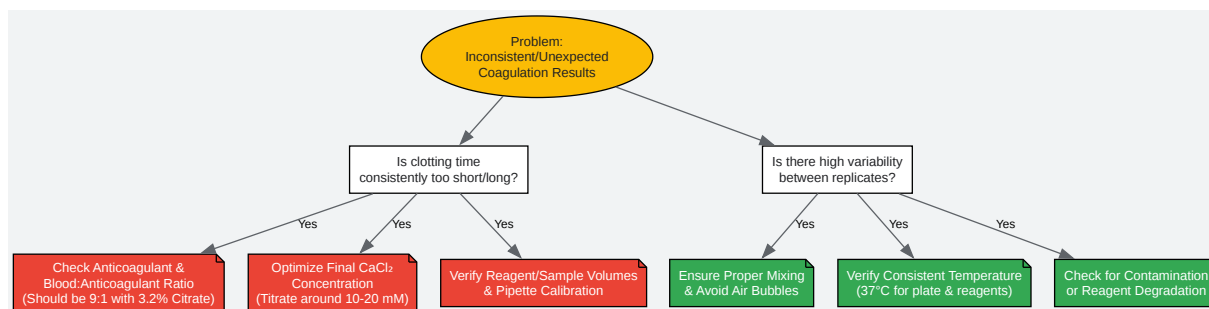 Problem:
Inconsistent/Unexpected
Coagulation Results
Is clotting time
consistently too short/long?
Is there high variability
between replicates?
Yes
Yes
Yes
Yes
Yes
Yes
Check Anticoagulant &
Blood:Anticoagulant Ratio
(Should be 9:1 with 3.2% Citrate)
Optimize Final CaCl₂
Concentration
(Titrate around 10-20 mM)
Verify Reagent/Sample Volumes
& Pipette Calibration
Ensure Proper Mixing
& Avoid Air Bubbles
Verify Consistent Temperature
(37°C for plate & reagents)
Check for Contamination
or Reagent Degradation